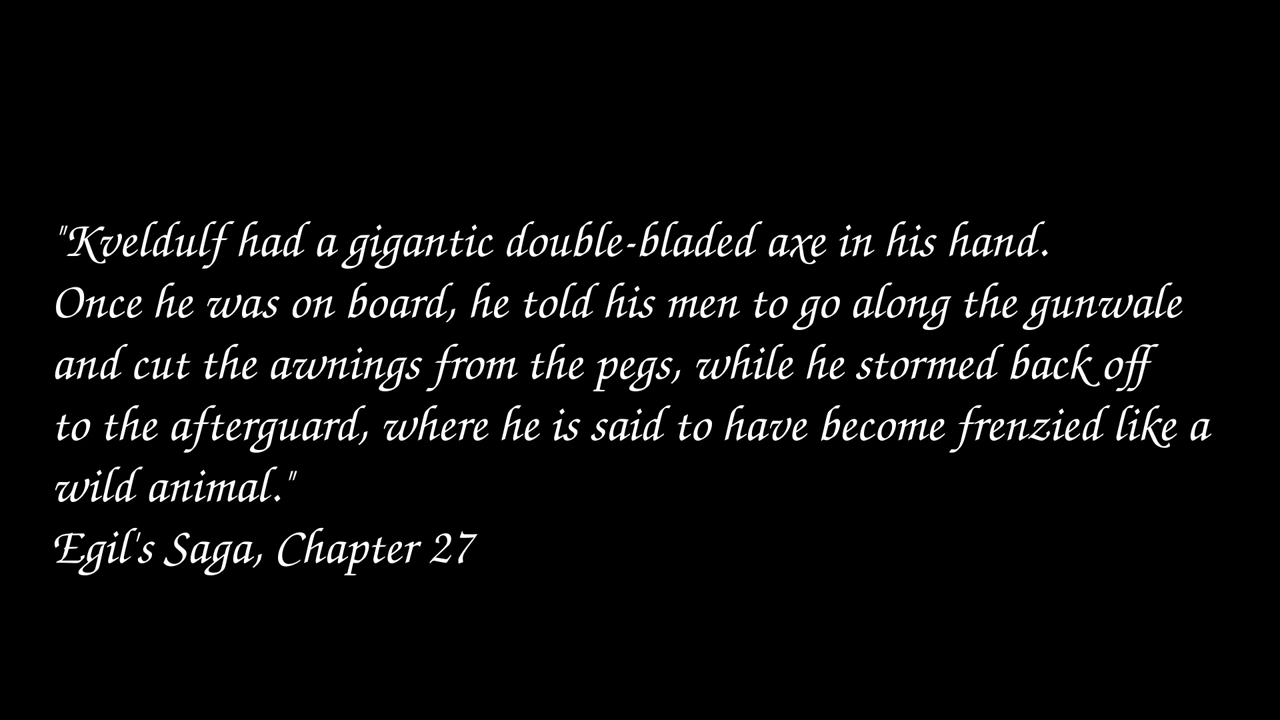 "Kveldulf had a gigantic double-bladed axe in his hand.
Once he was on board, he told his men to go along the gunwale
and cut the awnings from the pegs, while he stormed back off
to the afterguard, where he is said to have become frenzied like a
wild animal."
Egil's Saga, Chapter 27